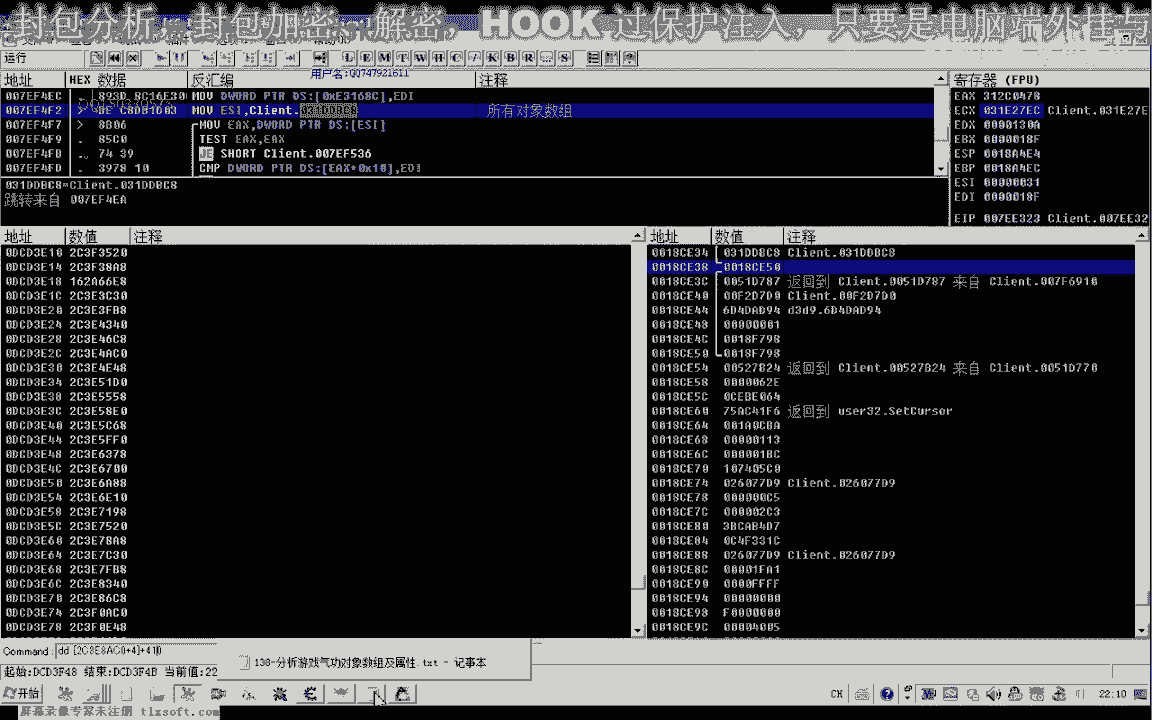 封包分析，封包加密，解密，HOOK 过保护注入，只要是电脑端外挂与
运行
L E M T W H C / K B R ... S
用户名:QQ747921611
地址 HEX 数据 反汇编 注释
007EF4EC MOV DWORD PTR DS:[0xE3168C],EDI
007EF4F2 > BE C8DB1D03 MOV ESI,Client.031DDBC8 所有对象数组
007EF4F7 > 8B06 MOV EAX,DWORD PTR DS:[ESI]
007EF4F9 . 85C0 TEST EAX,EAX
007EF4FB . 74 39 JE SHORT Client.007EF536
007EF4FD . 3978 10 CMP DWORD PTR DS:[EAX+0x10],EDI
031DDBC8=Client.031DDBC8
跳转来自 007EF4EA
寄存器 (FPU)
EAX 312C0478
ECX 031E27EC Client.031E27E
EDX 0000130A
EBX 0000018F
ESP 0018A4E4
EBP 0018A4EC
ESI 00000031
EDI 0000018F
EIP 007EE323 Client.007EE32
地址 数值 注释
0DCD3E10 2C3F3520
0DCD3E14 2C3F38A8
0DCD3E18 162A66E8
0DCD3E1C 2C3E3C30
0DCD3E20 2C3E3FB8
0DCD3E24 2C3E4340
0DCD3E28 2C3E46C8
0DCD3E2C 2C3E4AC0
0DCD3E30 2C3E4E48
0DCD3E34 2C3E51D0
0DCD3E38 2C3E5558
0DCD3E3C 2C3E58E0
0DCD3E40 2C3E5C68
0DCD3E44 2C3E5FF0
0DCD3E48 2C3E6378
0DCD3E4C 2C3E6700
0DCD3E50 2C3E6A88
0DCD3E54 2C3E6E10
0DCD3E58 2C3E7198
0DCD3E5C 2C3E7520
0DCD3E60 2C3E78A8
0DCD3E64 2C3E7C30
0DCD3E68 2C3E7FB8
0DCD3E6C 2C3E8340
0DCD3E70 2C3E86C8
0DCD3E74 2C3F0AC0
0DCD3E78 2C3F0E48
地址 数值 注释
0018CE34 031DDBC8 Client.031DDBC8
0018CE38 0018CE50
0018CE3C 0051D787 返回到 Client.0051D787 来自 Client.007F6910
0018CE40 00F2D7D0 Client.00F2D7D0
0018CE44 6D4DAD94 d3d9.6D4DAD94
0018CE48 00000001
0018CE4C 0018F798
0018CE50 0018F798
0018CE54 00527B24 返回到 Client.00527B24 来自 Client.0051D770
0018CE58 0B00062E
0018CE5C 0CEBE064
0018CE60 75AC41F6 返回到 user32.SetCursor
0018CE64 001A0CBA
0018CE68 00000113
0018CE6C 000001BC
0018CE70 107405C0
0018CE74 026077D9 Client.026077D9
0018CE78 000000C5
0018CE7C 000002C3
0018CE80 3BCAB4D7
0018CE84 0C4F331C
0018CE88 026077D9 Client.026077D9
0018CE8C 00001FA1
0018CE90 0000FFFF
0018CE94 00000000
0018CE98 F0000000
0018CE9C 000040B5
Command: dd [2C3E8AC0+4]+410
起始:DCD3F48 结束:DCD3F4B 当前值:22
138-分析游戏气功对象数组及属性.txt - 记事本
开始
CH
22:10
屏幕录像专家未注册 tlxsoft.com